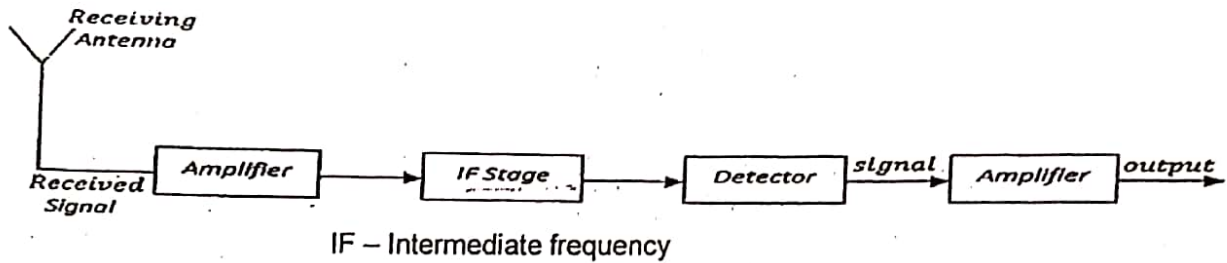 Receiving
Antenna
Received
Signal
Amplifier
IF Stage
Detector
signal
Amplifier
output
IF – Intermediate frequency